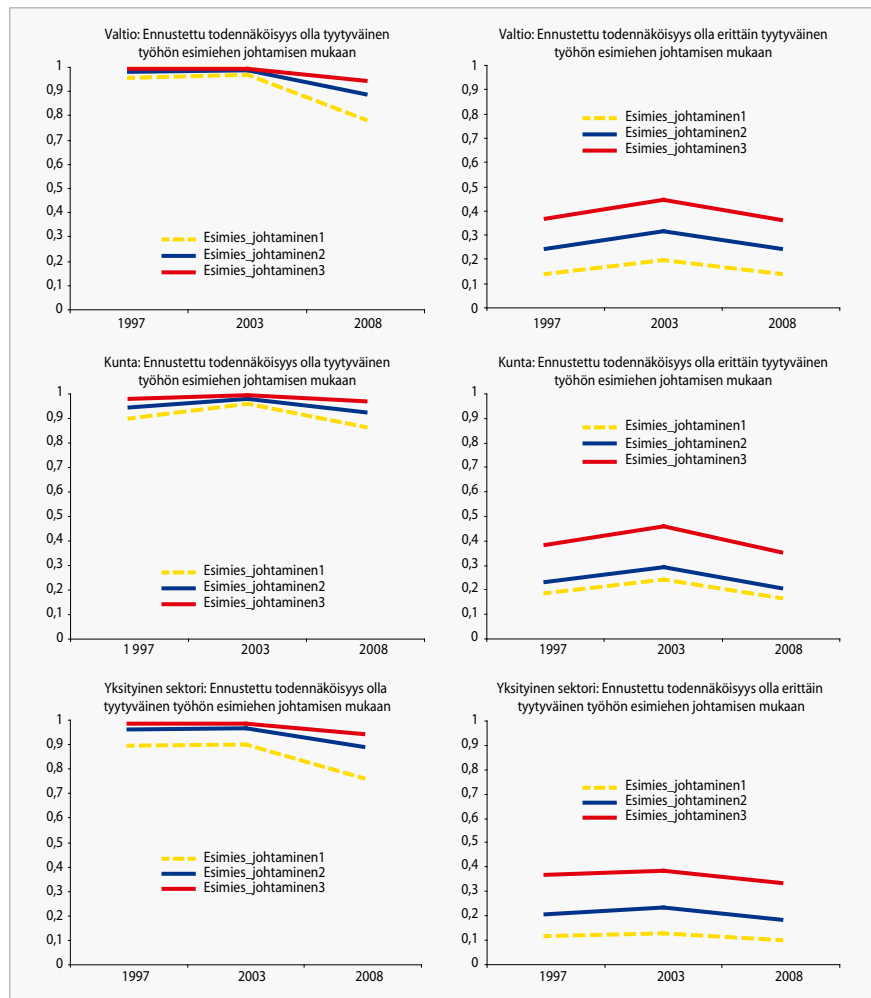 Valtio: Ennustettu todennäköisyys olla tyytyväinen
työhön esimiehen johtamisen mukaan
1
0,9
0,8
0,7
0,6
0,5
0,4
0,3
0,2
0,1
0
Esimies_johtaminen1
Esimies_johtaminen2
Esimies_johtaminen3
1997 2003 2008
Valtio: Ennustettu todennäköisyys olla erittäin tyytyväinen
työhön esimiehen johtamisen mukaan
1
0,9
0,8
0,7
0,6
0,5
0,4
0,3
0,2
0,1
0
Esimies_johtaminen1
Esimies_johtaminen2
Esimies_johtaminen3
1997 2003 2008
Kunta: Ennustettu todennäköisyys olla tyytyväinen
työhön esimiehen johtamisen mukaan
1
0,9
0,8
0,7
0,6
0,5
0,4
0,3
0,2
0,1
0
Esimies_johtaminen1
Esimies_johtaminen2
Esimies_johtaminen3
1 997 2003 2008
Kunta: Ennustettu todennäköisyys olla erittäin tyytyväinen
työhön esimiehen johtamisen mukaan
1
0,9
0,8
0,7
0,6
0,5
0,4
0,3
0,2
0,1
0
Esimies_johtaminen1
Esimies_johtaminen2
Esimies_johtaminen3
1997 2003 2008
Yksityinen sektori: Ennustettu todennäköisyys olla
tyytyväinen työhön esimiehen johtamisen mukaan
1
0,9
0,8
0,7
0,6
0,5
0,4
0,3
0,2
0,1
0
Esimies_johtaminen1
Esimies_johtaminen2
Esimies_johtaminen3
1997 2003 2008
Yksityinen sektori: Ennustettu todennäköisyys olla erittäin
tyytyväinen työhön esimiehen johtamisen mukaan
1
0,9
0,8
0,7
0,6
0,5
0,4
0,3
0,2
0,1
0
Esimies_johtaminen1
Esimies_johtaminen2
Esimies_johtaminen3
1997 2003 2008